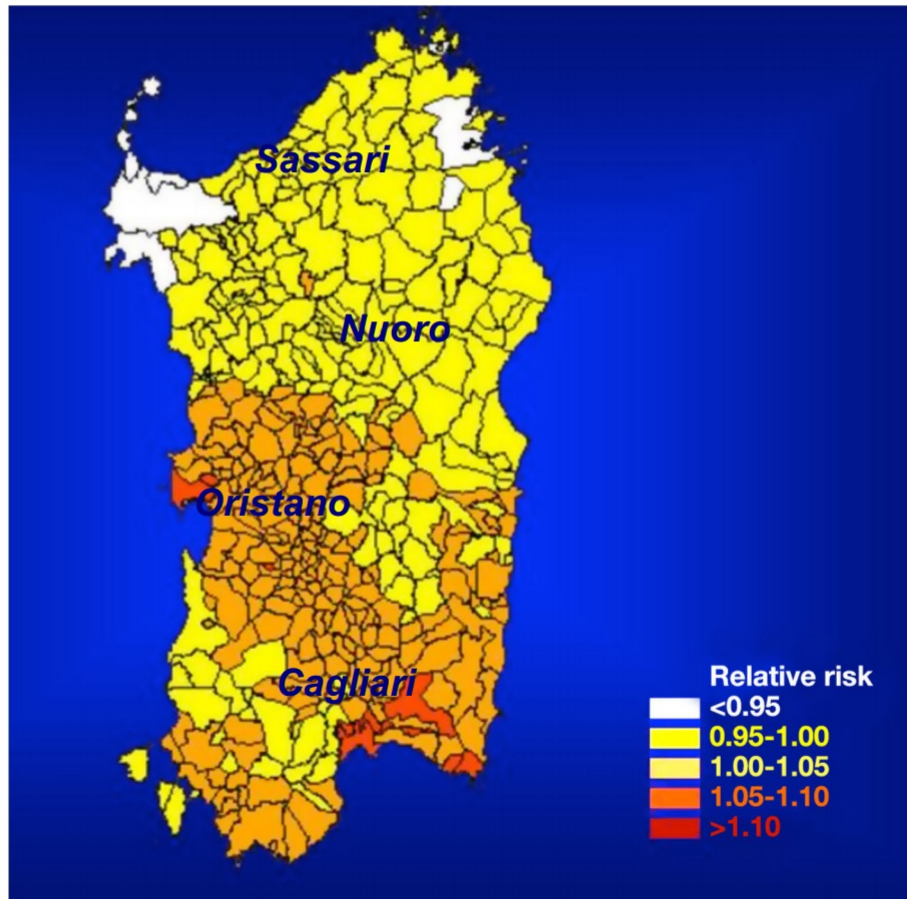 Sassari
Nuoro
Oristano
Cagliari
Relative risk
<0.95
0.95-1.00
1.00-1.05
1.05-1.10
>1.10